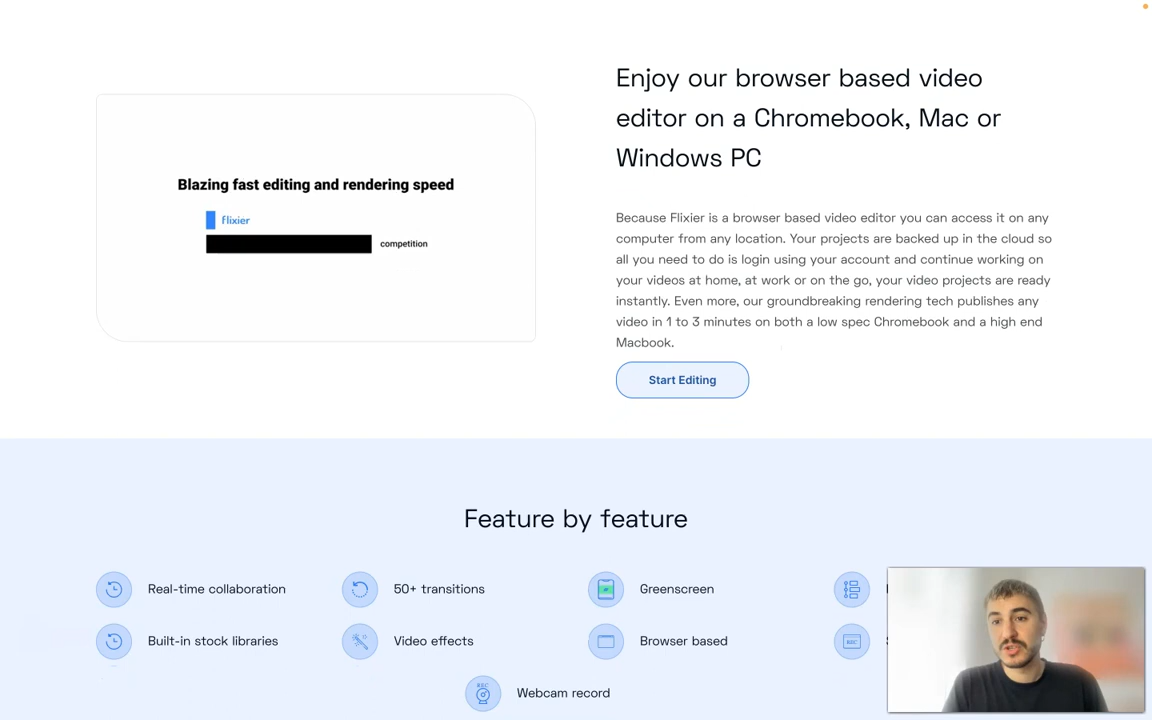 Enjoy our browser based video
editor on a Chromebook, Mac or
Windows PC
Blazing fast editing and rendering speed
flixier
competition
Because Flixier is a browser based video editor you can access it on any
computer from any location. Your projects are backed up in the cloud so
all you need to do is login using your account and continue working on
your videos at home, at work or on the go, your video projects are ready
instantly. Even more, our groundbreaking rendering tech publishes any
video in 1 to 3 minutes on both a low spec Chromebook and a high end
Macbook.
Start Editing
Feature by feature
Real-time collaboration
50+ transitions
Greenscreen
Built-in stock libraries
Video effects
Browser based
REC
Webcam record